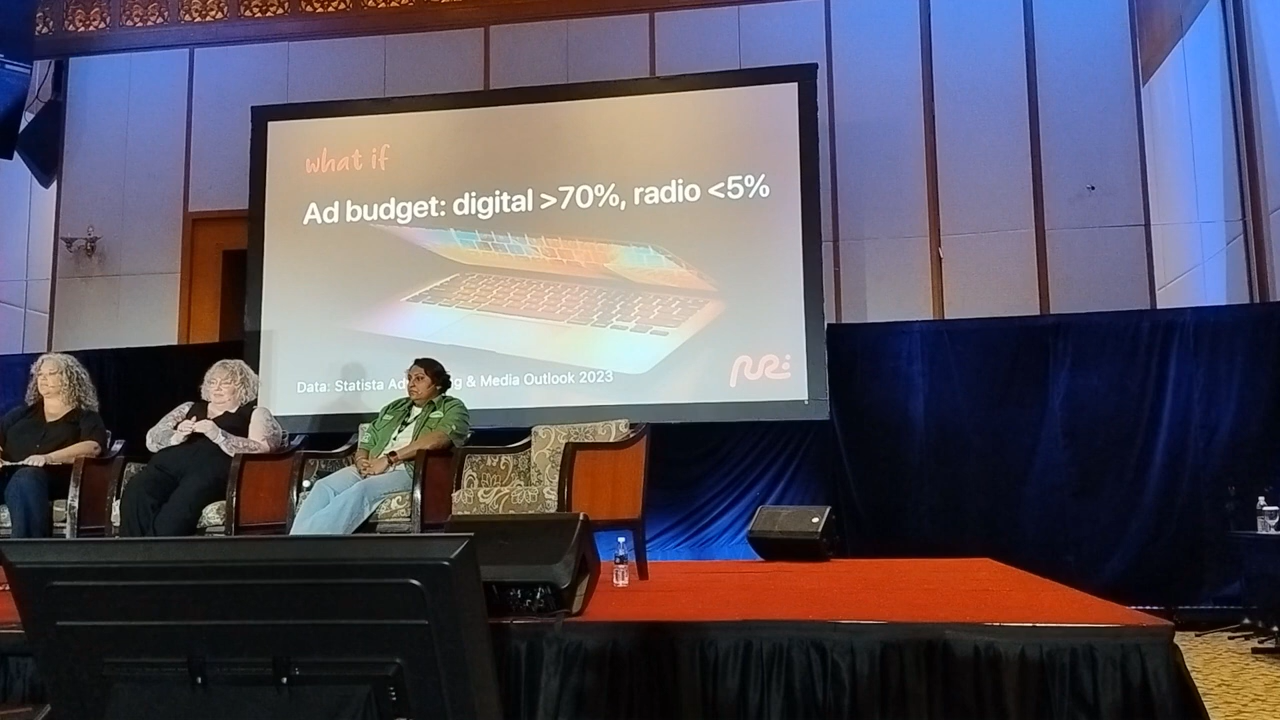 what if
Ad budget: digital >70%, radio <5%
Data: Statista Ad g & Media Outlook 2023